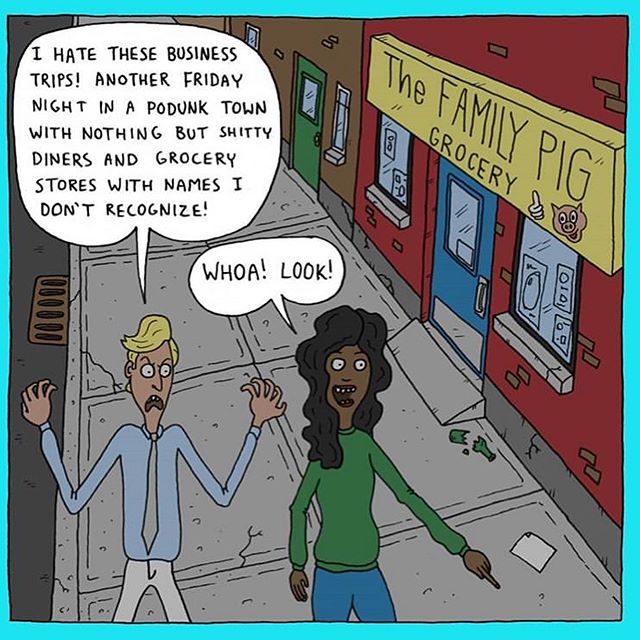 I HATE THESE BUSINESS
TRIPS! ANOTHER FRIDAY
NIGHT IN A PODUNK TOWN
WITH NOTHING BUT SHITTY
DINERS AND GROCERY
STORES WITH NAMES I
DON'T RECOGNIZE!
WHOA! LOOK!
The FAMILY PIG
GROCERY